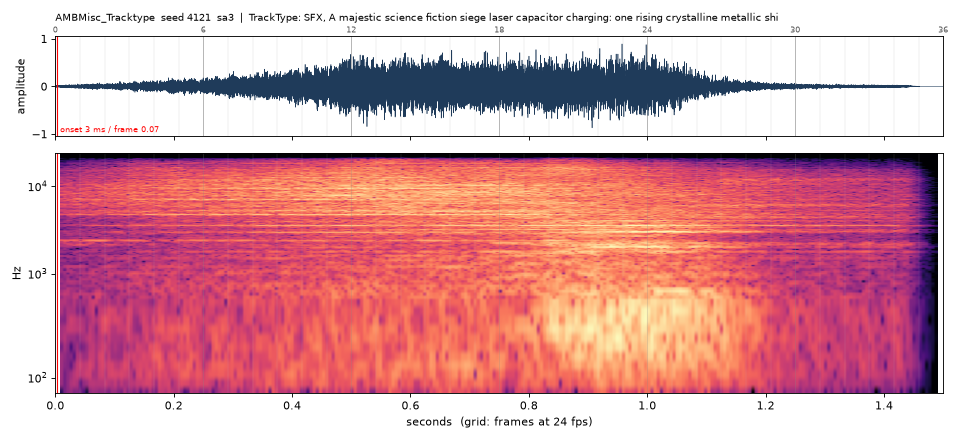 AMBMisc_Tracktype  seed 4121  sa3  |  TrackType: SFX, A majestic science fiction siege laser capacitor charging: one rising crystalline metallic shi
0 6 12 18 24 30 36
1
0
−1
amplitude
onset 3 ms / frame 0.07
10⁴
10³
10²
Hz
0.0 0.2 0.4 0.6 0.8 1.0 1.2 1.4
seconds  (grid: frames at 24 fps)